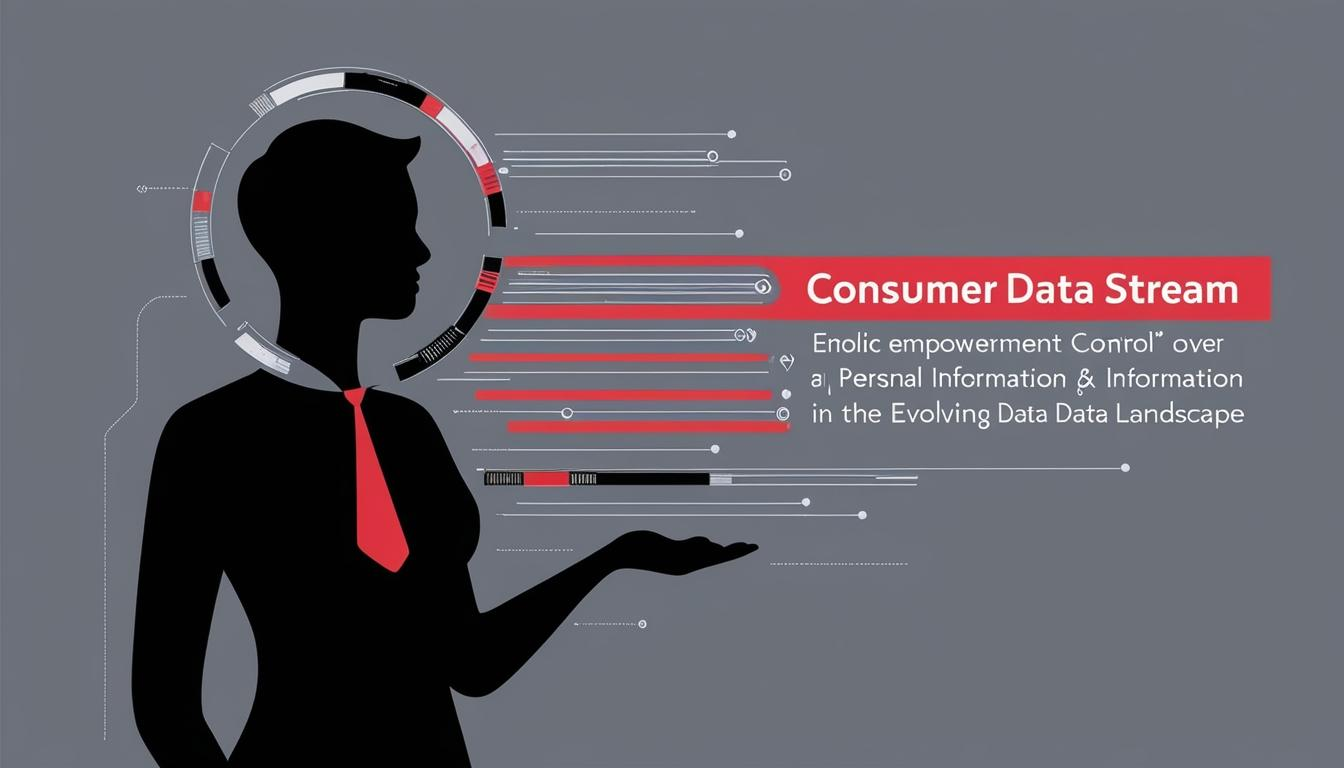 Consumer Data Stream
Enolic empowerment Conrol" over
a Persnal Information & Information
in the Evolving Data Data Landscape